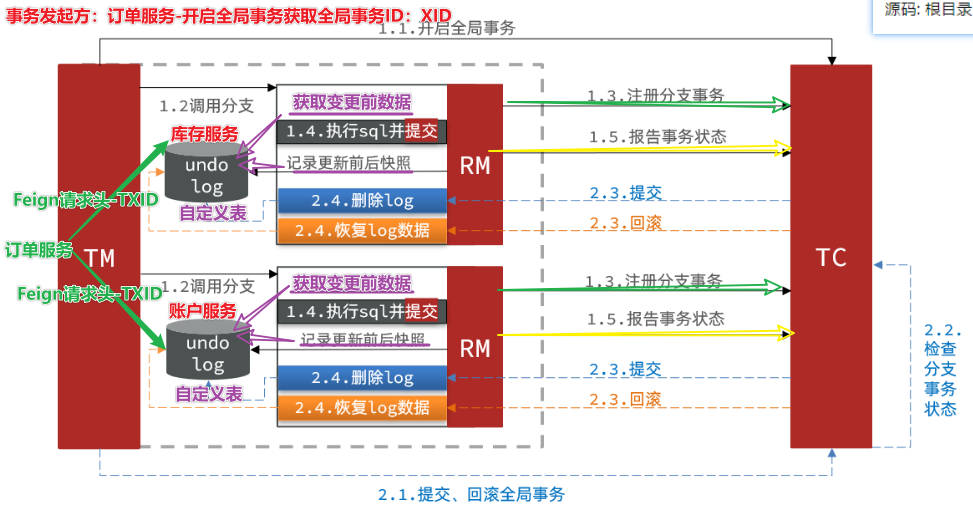 事务发起方：订单服务-开启全局事务获取全局事务ID：XID
源码: 根目录
1.1.开启全局事务
1.2调用分支
获取变更前数据
1.3.注册分支事务
库存服务
1.4.执行sql并提交
1.5.报告事务状态
undo
log
记录更新前后快照
RM
Feign请求头-TXID
自定义表
2.4.删除log
2.3.提交
2.4.恢复log数据
2.3.回滚
订单服务
TM
TC
1.2调用分支
获取变更前数据
1.3.注册分支事务
Feign请求头-TXID
账户服务
1.4.执行sql并提交
1.5.报告事务状态
undo
log
记录更新前后快照
RM
2.2.
检查
分支
事务
状态
自定义表
2.4.删除log
2.3.提交
2.4.恢复log数据
2.3.回滚
2.1.提交、回滚全局事务